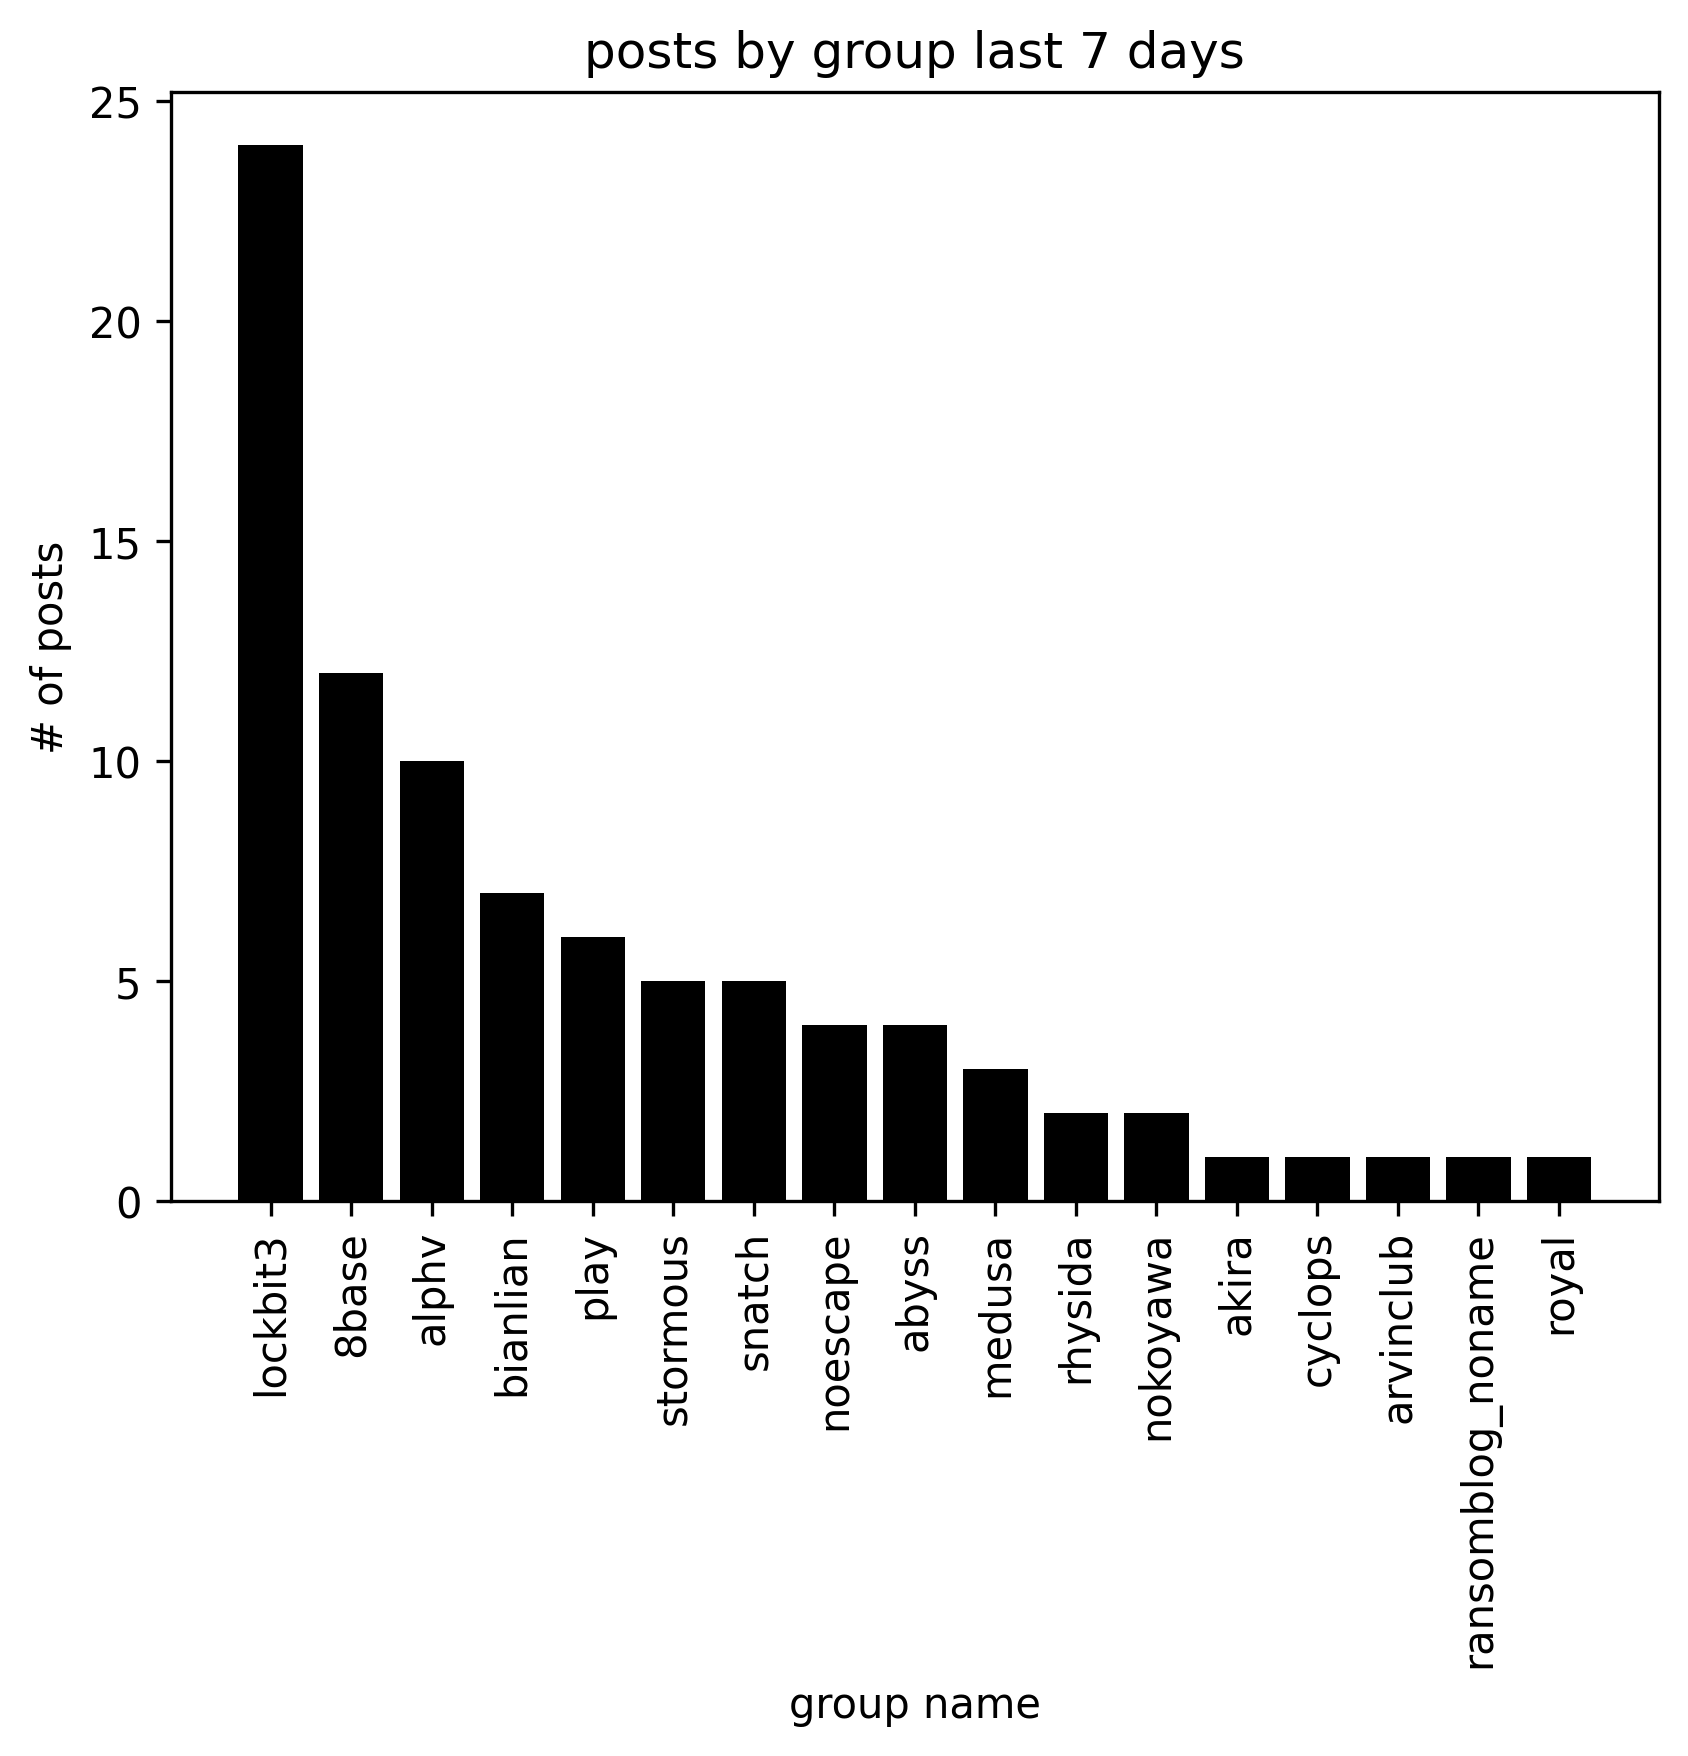 posts by group last 7 days
25
20
15
10
5
0
# of posts
lockbit3
8base
alphv
bianlian
play
stormous
snatch
noescape
abyss
medusa
rhysida
nokoyawa
akira
cyclops
arvinclub
ransomblog_noname
royal
group name